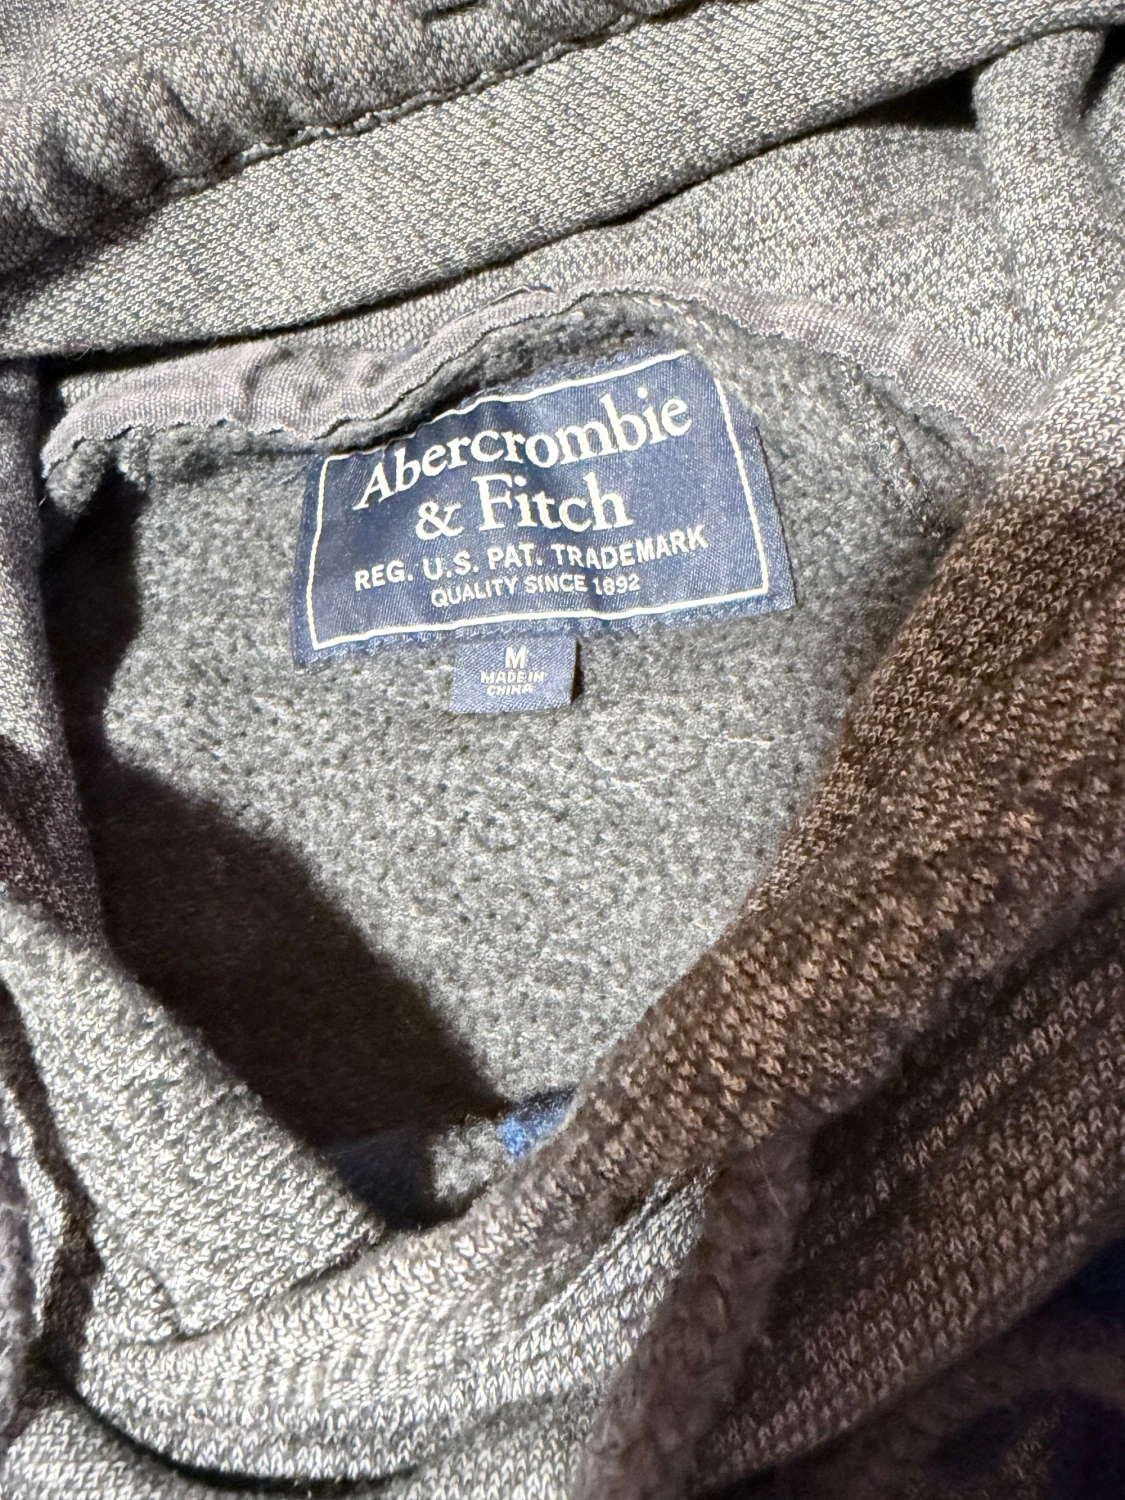 Abercrombie
& Fitch
REG. U.S. PAT. TRADEMARK
QUALITY SINCE 1892
M
MADE IN
CHINA